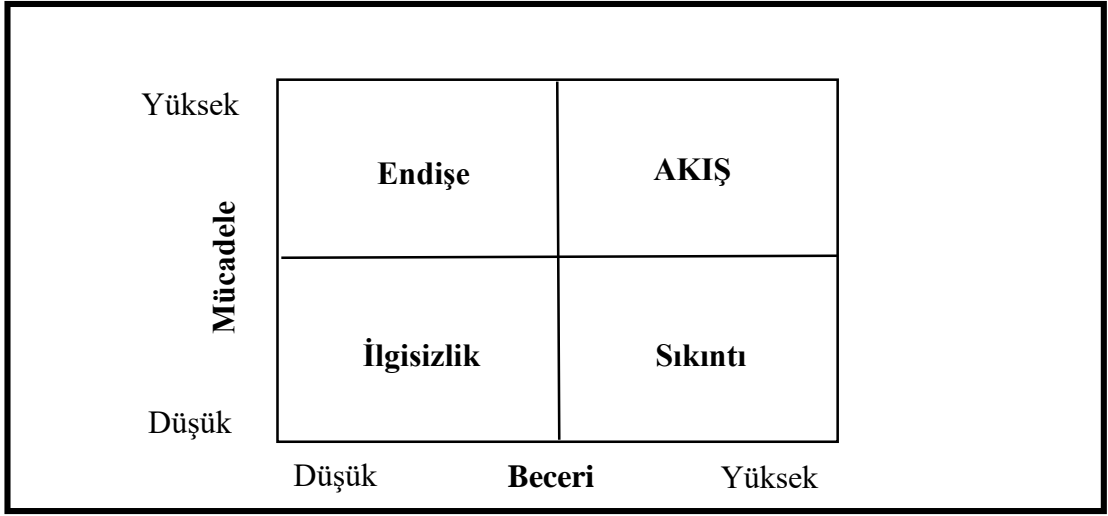 Yüksek
Endişe
AKIŞ
Mücadele
İlgisizlik
Sıkıntı
Düşük
Düşük
Beceri
Yüksek